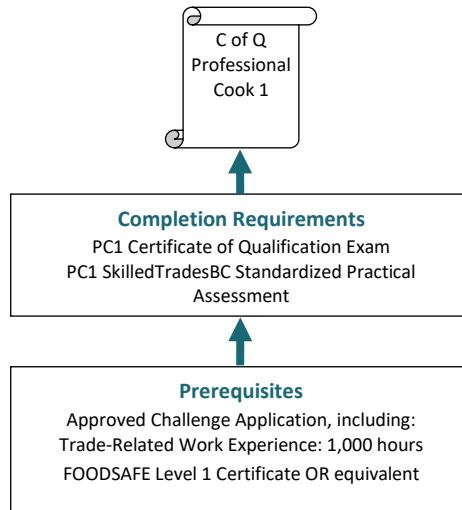 C of Q
Professional
Cook 1
Completion Requirements
PC1 Certificate of Qualification Exam
PC1 SkilledTradesBC Standardized Practical
Assessment
Prerequisites
Approved Challenge Application, including:
Trade-Related Work Experience: 1,000 hours
FOODSAFE Level 1 Certificate OR equivalent